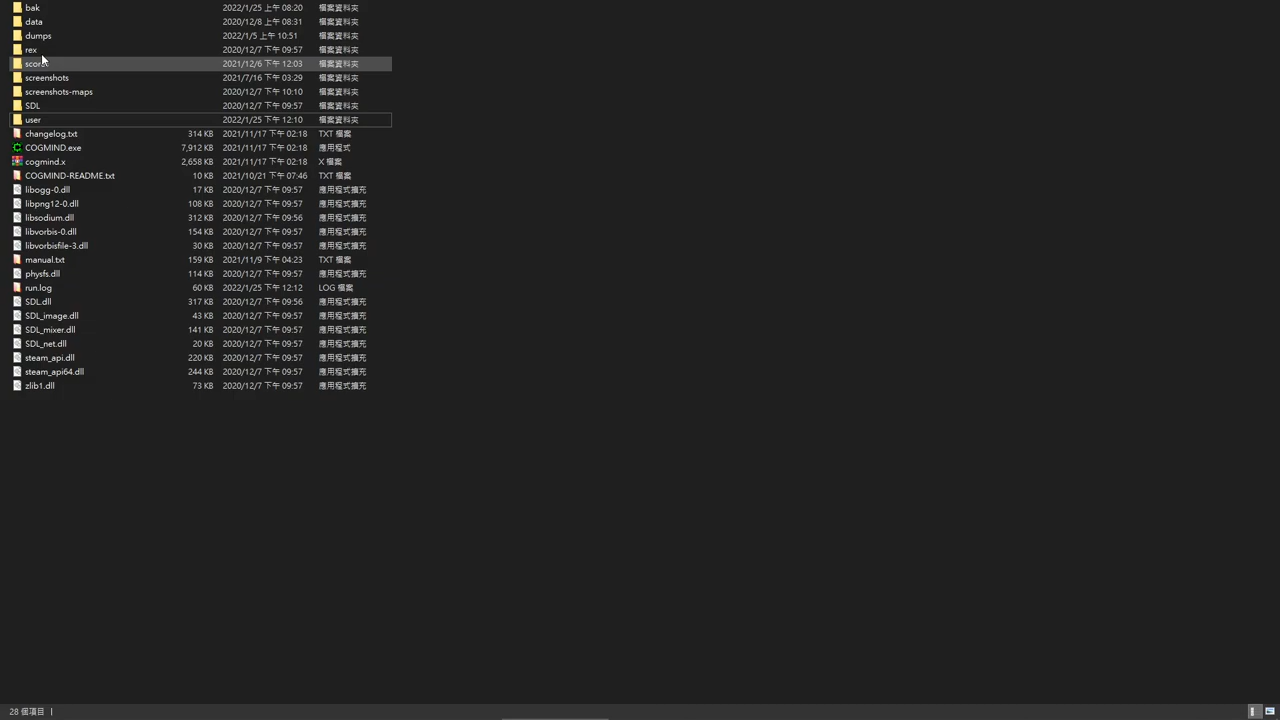 bak 2022/1/25 上午 08:20 檔案資料夾
data 2020/12/8 上午 08:31 檔案資料夾
dumps 2022/1/5 上午 10:51 檔案資料夾
rex 2020/12/7 下午 09:57 檔案資料夾
2021/12/6 下午 12:03 檔案資料夾
screenshots 2021/7/16 下午 03:29 檔案資料夾
screenshots-maps 2020/12/7 下午 10:10 檔案資料夾
SDL 2020/12/7 下午 09:57 檔案資料夾
user 2022/1/25 下午 12:10 檔案資料夾
changelog.txt 314 KB 2021/11/17 下午 02:18 TXT 檔案
COGMIND.exe 7,912 KB 2021/11/17 下午 02:18 應用程式
cogmind.x 2,658 KB 2021/11/17 下午 02:18 X 檔案
COGMIND-README.txt 10 KB 2021/10/21 下午 07:46 TXT 檔案
libogg-0.dll 17 KB 2020/12/7 下午 09:57 應用程式擴充
libpng12-0.dll 108 KB 2020/12/7 下午 09:57 應用程式擴充
libsodium.dll 312 KB 2020/12/7 下午 09:56 應用程式擴充
libvorbis-0.dll 154 KB 2020/12/7 下午 09:57 應用程式擴充
libvorbisfile-3.dll 30 KB 2020/12/7 下午 09:57 應用程式擴充
manual.txt 159 KB 2021/11/9 下午 04:23 TXT 檔案
physfs.dll 114 KB 2020/12/7 下午 09:57 應用程式擴充
run.log 60 KB 2022/1/25 下午 12:12 LOG 檔案
SDL.dll 317 KB 2020/12/7 下午 09:56 應用程式擴充
SDL_image.dll 43 KB 2020/12/7 下午 09:57 應用程式擴充
SDL_mixer.dll 141 KB 2020/12/7 下午 09:57 應用程式擴充
SDL_net.dll 20 KB 2020/12/7 下午 09:57 應用程式擴充
steam_api.dll 220 KB 2020/12/7 下午 09:57 應用程式擴充
steam_api64.dll 244 KB 2020/12/7 下午 09:57 應用程式擴充
zlib1.dll 73 KB 2020/12/7 下午 09:57 應用程式擴充
28 個項目